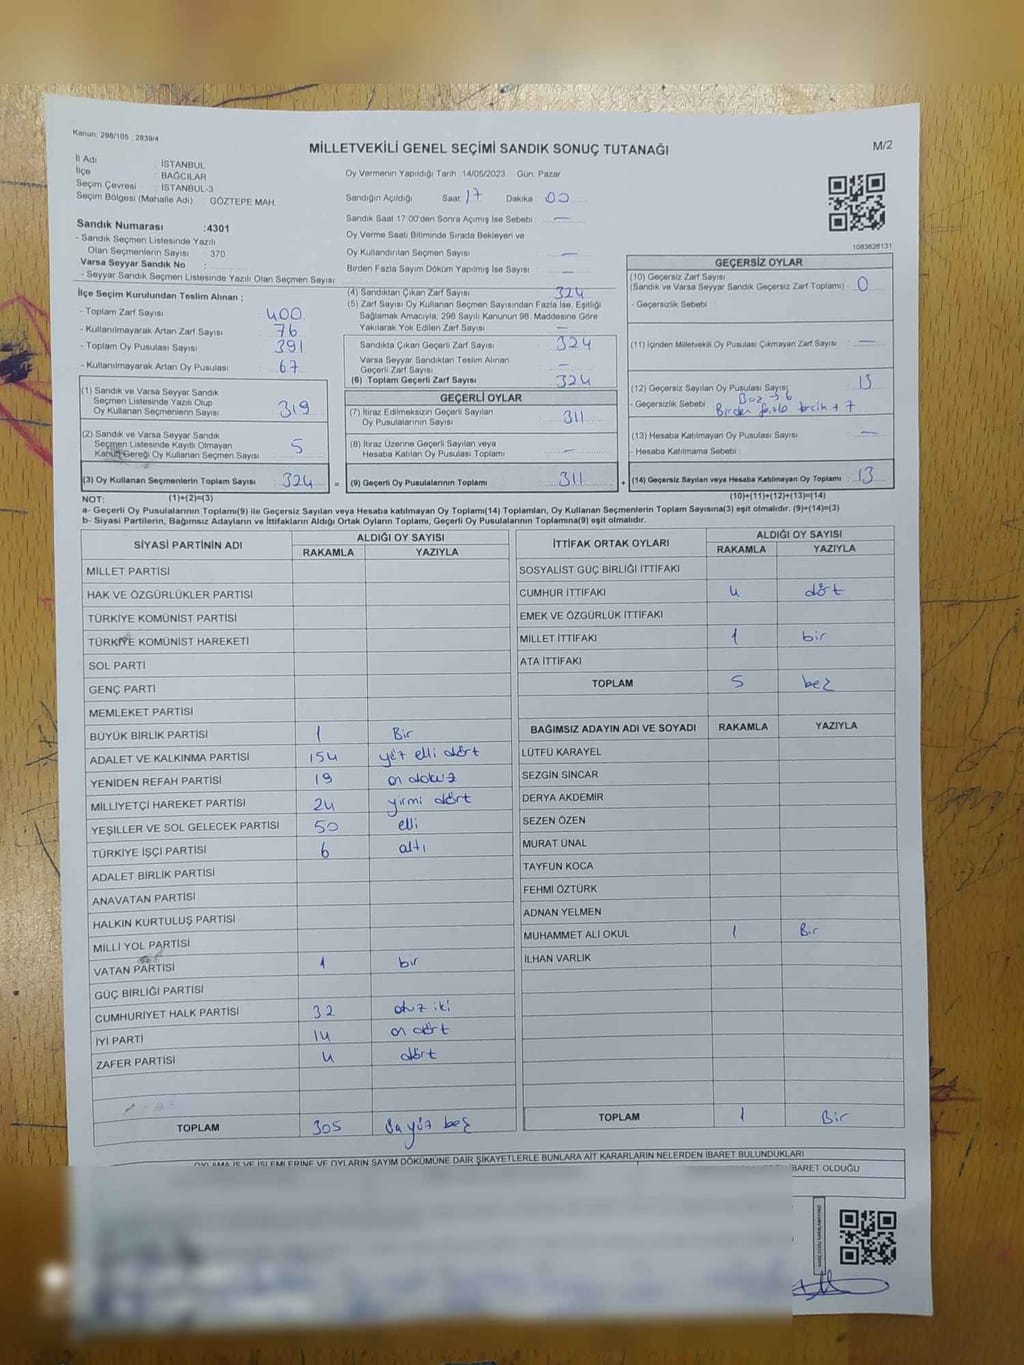 Kanun: 298/105 , 2839/4
MİLLETVEKİLİ GENEL SEÇİMİ SANDIK SONUÇ TUTANAĞI
M/2
İl Adı : İSTANBUL
İlçe : BAĞCILAR
Seçim Çevresi : İSTANBUL-3
Seçim Bölgesi (Mahalle Adı) : GÖZTEPE MAH.
Sandık Numarası :4301
- Sandık Seçmen Listesinde Yazılı
Olan Seçmenlerin Sayısı : 370
Varsa Seyyar Sandık No :
- Seyyar Sandık Seçmen Listesinde Yazılı Olan Seçmen Sayısı:
Oy Vermenin Yapıldığı Tarih : 14/05/2023 Gün: Pazar
Sandığın Açıldığı Saat: 17 Dakika 00
Sandık Saat 17:00'den Sonra Açımış İse Sebebi : —
Oy Verme Saati Bitiminde Sırada Bekleyen ve
Oy Kullandırılan Seçmen Sayısı : —
Birden Fazla Sayım Döküm Yapılmış İse Sayısı : —
1083626131
İlçe Seçim Kurulundan Teslim Alınan ;
- Toplam Zarf Sayısı : 400
- Kullanılmayarak Artan Zarf Sayısı : 76
- Toplam Oy Pusulası Sayısı : 391
- Kullanılmayarak Artan Oy Pusulası : 67
(1) Sandık ve Varsa Seyyar Sandık
Seçmen Listesinde Yazılı Olup
Oy Kullanan Seçmenlerin Sayısı : 319
(2) Sandık ve Varsa Seyyar Sandık
Seçmen Listesinde Kayıtlı Olmayan
Kanun Gereği Oy Kullanan Seçmen Sayısı : 5
(3) Oy Kullanan Seçmenlerin Toplam Sayısı : 324 =
(4) Sandıktan Çıkan Zarf Sayısı : 324
(5) Zarf Sayısı Oy Kullanan Seçmen Sayısından Fazla İse, Eşitliği
Sağlamak Amacıyla, 298 Sayılı Kanunun 98. Maddesine Göre
Yakılarak Yok Edilen Zarf Sayısı : —
Sandıkta Çıkan Geçerli Zarf Sayısı : 324
Varsa Seyyar Sandıktan Teslim Alınan
Geçerli Zarf Sayısı : —
(6) Toplam Geçerli Zarf Sayısı : 324
GEÇERLİ OYLAR
(7) İtiraz Edilmeksizin Geçerli Sayılan
Oy Pusulalarının Sayısı : 311
(8) İtiraz Üzerine Geçerli Sayılan veya
Hesaba Katılan Oy Pusulası Toplamı : —
(9) Geçerli Oy Pusulalarının Toplamı : 311 +
GEÇERSİZ OYLAR
(10) Geçersiz Zarf Sayısı
(Sandık ve Varsa Seyyar Sandık Geçersiz Zarf Toplamı) : 0
- Geçersizlik Sebebi :
(11) İçinden Milletvekili Oy Pusulası Çıkmayan Zarf Sayısı : —
(12) Geçersiz Sayılan Oy Pusulası Sayısı : 13
- Geçersizlik Sebebi : Boş → 6
Birden fazla tercih → 7
(13) Hesaba Katılmayan Oy Pusulası Sayısı : —
- Hesaba Katılmama Sebebi :
(14) Geçersiz Sayılan veya Hesaba Katılmayan Oy Toplamı : 13
NOT: (1)+(2)=(3) (10)+(11)+(12)+(13)=(14)
a- Geçerli Oy Pusulalarının Toplamı(9) ile Geçersiz Sayılan veya Hesaba katılmayan Oy Toplamı(14) Toplamları, Oy Kullanan Seçmenlerin Toplam Sayısına(3) eşit olmalıdır. (9)+(14)=(3)
b- Siyasi Partilerin, Bağımsız Adayların ve İttifakların Aldığı Ortak Oyların Toplamı, Geçerli Oy Pusulalarının Toplamına(9) eşit olmalıdır.
SİYASİ PARTİNİN ADI ALDIĞI OY SAYISI
RAKAMLA YAZIYLA
MİLLET PARTİSİ
HAK VE ÖZGÜRLÜKLER PARTİSİ
TÜRKİYE KOMÜNİST PARTİSİ
TÜRKİYE KOMÜNİST HAREKETİ
SOL PARTİ
GENÇ PARTİ
MEMLEKET PARTİSİ
BÜYÜK BİRLİK PARTİSİ 1 Bir
ADALET VE KALKINMA PARTİSİ 154 yüz elli dört
YENİDEN REFAH PARTİSİ 19 on dokuz
MİLLİYETÇİ HAREKET PARTİSİ 24 yirmi dört
YEŞİLLER VE SOL GELECEK PARTİSİ 50 elli
TÜRKİYE İŞÇİ PARTİSİ 6 altı
ADALET BİRLİK PARTİSİ
ANAVATAN PARTİSİ
HALKIN KURTULUŞ PARTİSİ
MİLLİ YOL PARTİSİ
VATAN PARTİSİ 1 bir
GÜÇ BİRLİĞİ PARTİSİ
CUMHURİYET HALK PARTİSİ 32 otuz iki
İYİ PARTİ 14 on dört
ZAFER PARTİSİ 4 dört
TOPLAM 305 üç yüz beş
İTTİFAK ORTAK OYLARI ALDIĞI OY SAYISI
RAKAMLA YAZIYLA
SOSYALİST GÜÇ BİRLİĞİ İTTİFAKI
CUMHUR İTTİFAKI 4 dört
EMEK VE ÖZGÜRLÜK İTTİFAKI
MİLLET İTTİFAKI 1 bir
ATA İTTİFAKI
TOPLAM 5 beş
BAĞIMSIZ ADAYIN ADI VE SOYADI RAKAMLA YAZIYLA
LÜTFÜ KARAYEL
SEZGİN SİNCAR
DERYA AKDEMİR
SEZEN ÖZEN
MURAT ÜNAL
TAYFUN KOCA
FEHMİ ÖZTÜRK
ADNAN YELMEN
MUHAMMET ALİ OKUL 1 Bir
İLHAN VARLIK
TOPLAM 1 Bir
OYLAMA İŞ VE İŞLEMLERİNE VE OYLARIN SAYIM DÖKÜMÜNE DAİR ŞİKAYETLERLE BUNLARA AİT KARARLARIN NELERDEN İBARET BULUNDUKLARI
İBARET OLDUĞU